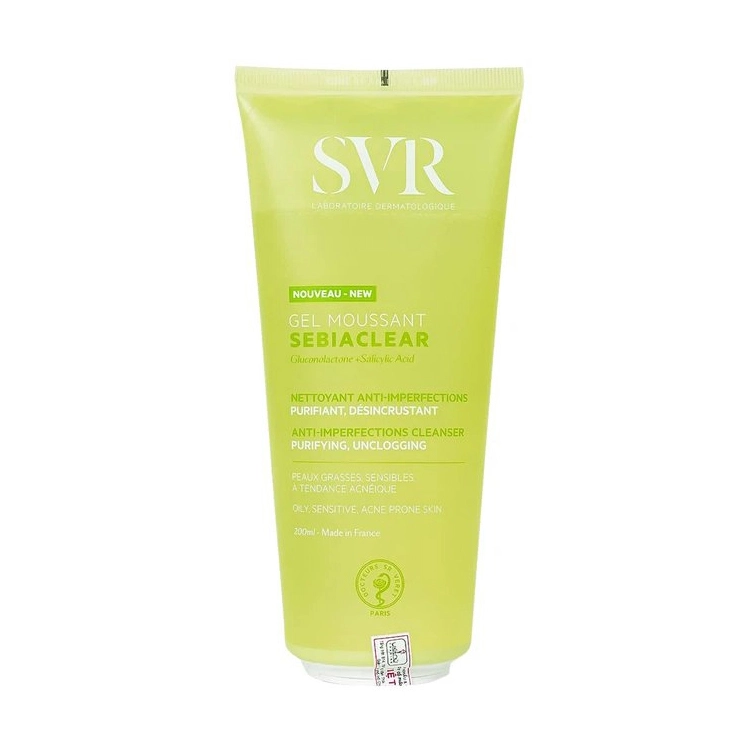 SVR
LABORATOIRE DERMATOLOGIQUE
NOUVEAU - NEW
GEL MOUSSANT
SEBIACLEAR
Gluconolactone + Salicylic Acid
NETTOYANT ANTI-IMPERFECTIONS
PURIFIANT, DÉSINCRUSTANT
ANTI-IMPERFECTIONS CLEANSER
PURIFYING, UNCLOGGING
PEAUX GRASSES, SENSIBLES,
À TENDANCE ACNÉIQUE
OILY, SENSITIVE, ACNE PRONE SKIN
200ml - Made in France
PARIS